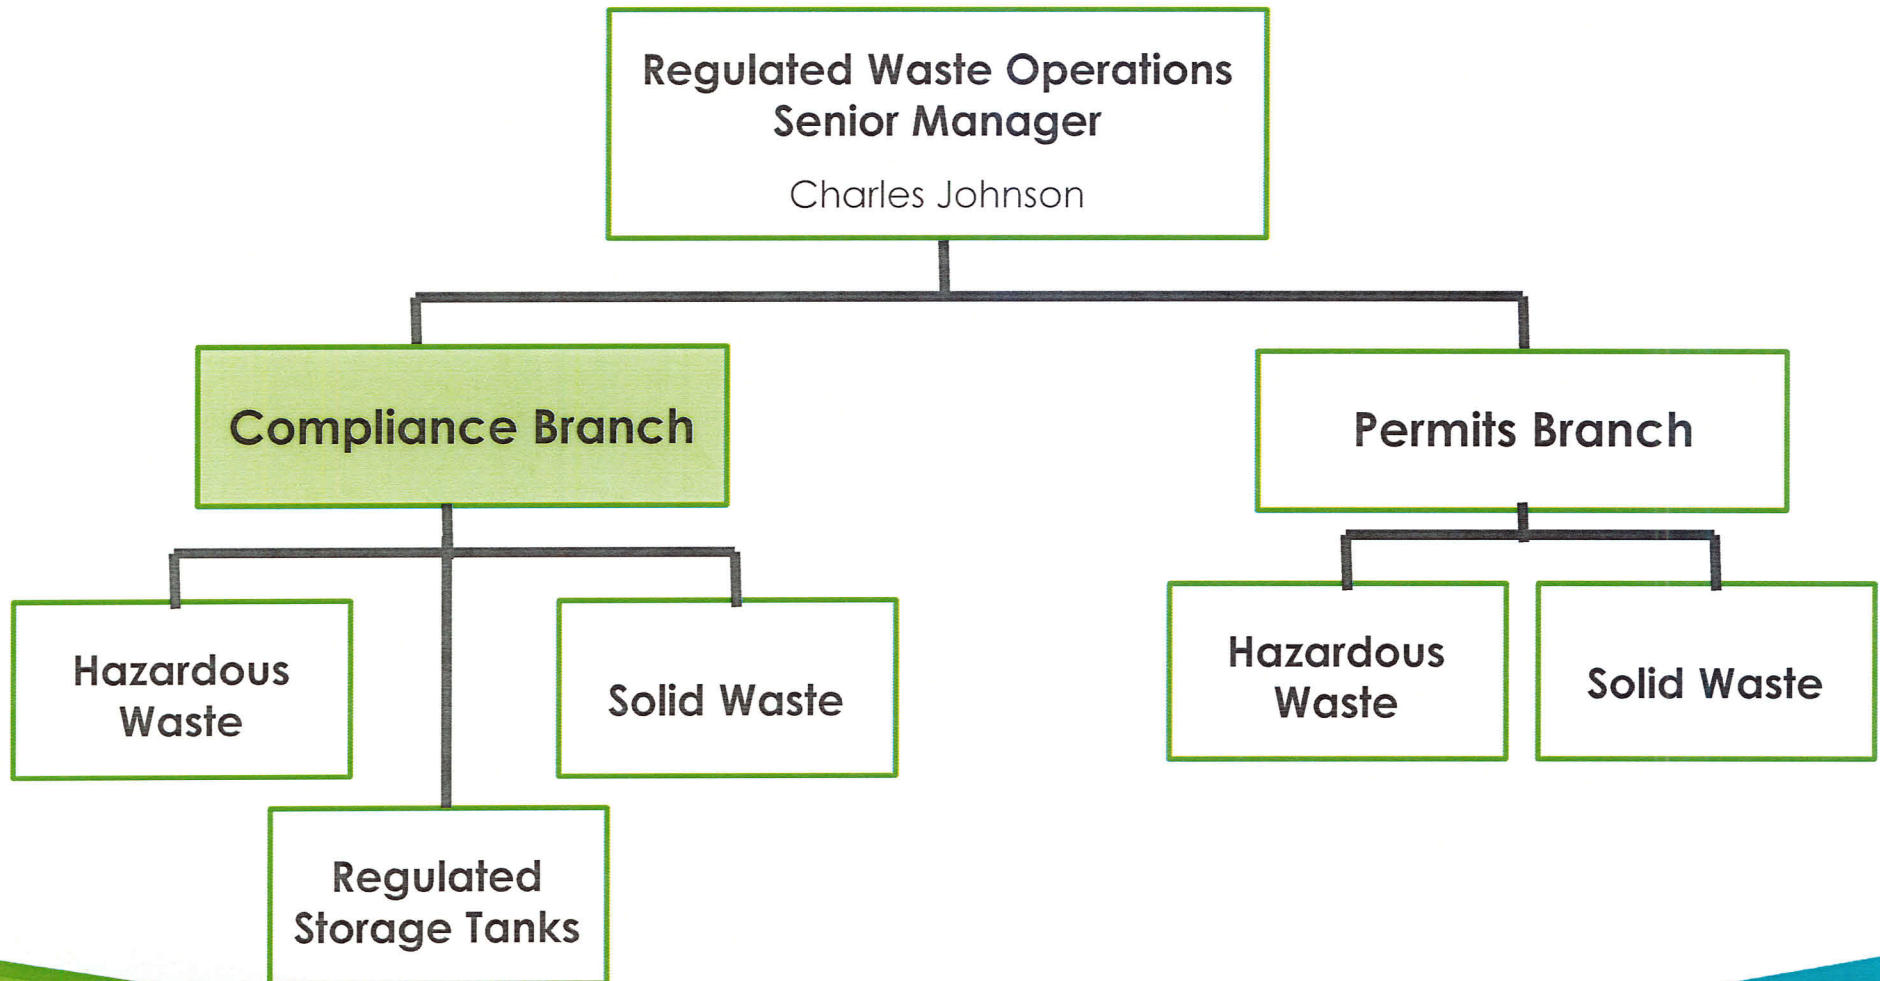 Regulated Waste Operations
Senior Manager
Charles Johnson
Compliance Branch
Permits Branch
Hazardous
Waste
Solid Waste
Regulated
Storage Tanks
Hazardous
Waste
Solid Waste